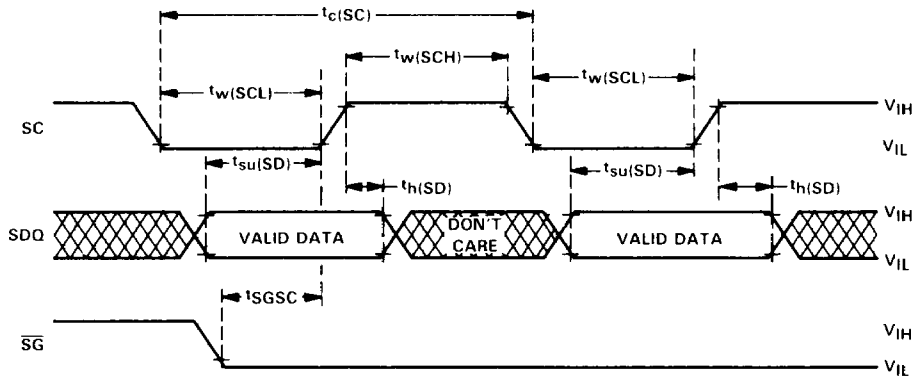 tc(SC)
tw(SCH)
tw(SCL)
tw(SCL)
VIH
SC
VIL
tsu(SD)
tsu(SD)
th(SD)
th(SD)
VIH
SDQ
VALID DATA
DON'T
CARE
VALID DATA
VIL
tSGSC
VIH
SG
VIL